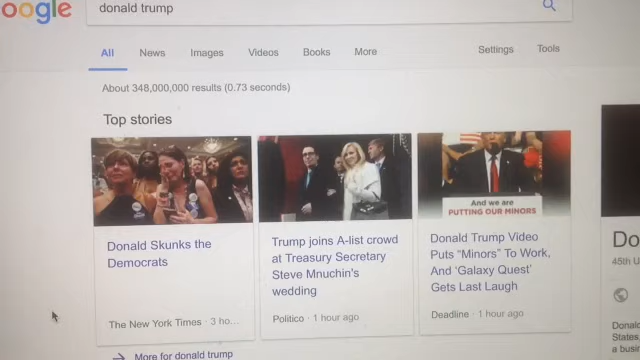 oogle
donald trump
All News Images Videos Books More Settings Tools
About 348,000,000 results (0.73 seconds)
Top stories
And we are
PUTTING OUR MINORS
Donald Skunks the
Democrats
The New York Times · 3 ho...
Trump joins A-list crowd
at Treasury Secretary
Steve Mnuchin's
wedding
Politico · 1 hour ago
Donald Trump Video
Puts "Minors" To Work,
And 'Galaxy Quest'
Gets Last Laugh
Deadline · 1 hour ago
More for donald trump
Do
45th U
Donald
States
a busin